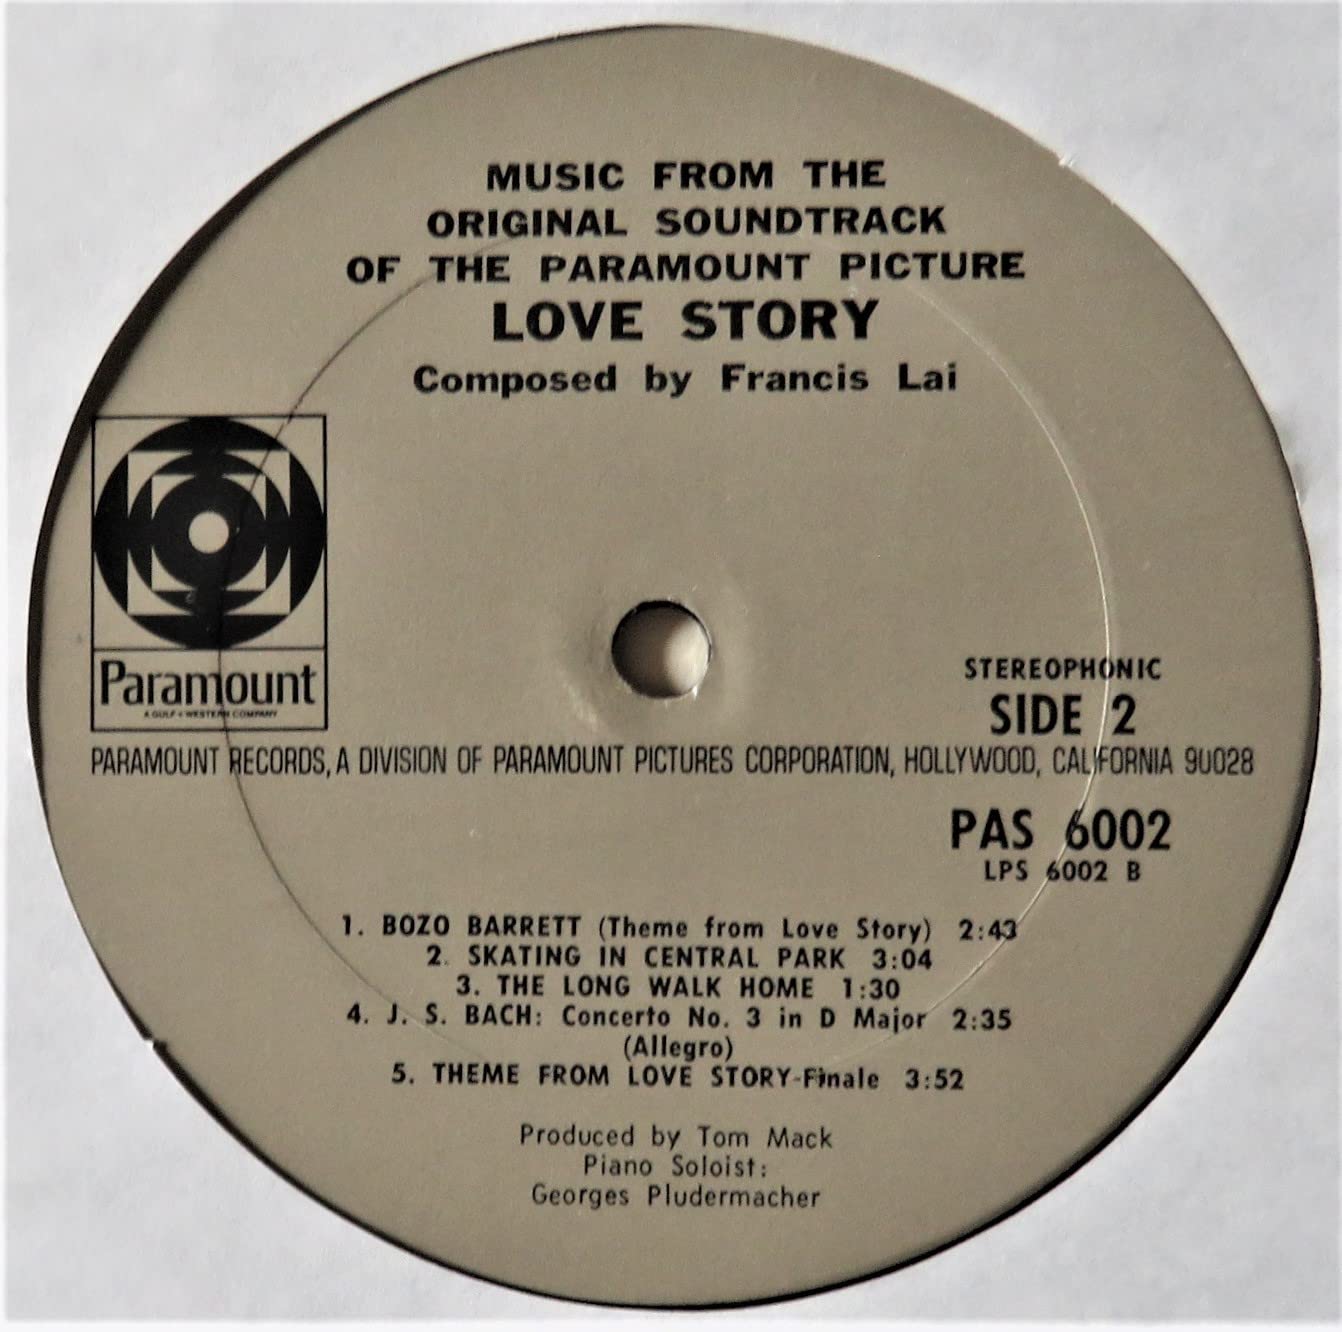 MUSIC FROM THE
ORIGINAL SOUNDTRACK
OF THE PARAMOUNT PICTURE
LOVE STORY
Composed by Francis Lai
Paramount
A GULF + WESTERN COMPANY
STEREOPHONIC
SIDE 2
PARAMOUNT RECORDS, A DIVISION OF PARAMOUNT PICTURES CORPORATION, HOLLYWOOD, CALIFORNIA 90028
PAS 6002
LPS 6002 B
1. BOZO BARRETT (Theme from Love Story) 2:43
2. SKATING IN CENTRAL PARK 3:04
3. THE LONG WALK HOME 1:30
4. J. S. BACH: Concerto No. 3 in D Major 2:35
(Allegro)
5. THEME FROM LOVE STORY-Finale 3:52
Produced by Tom Mack
Piano Soloist:
Georges Pludermacher